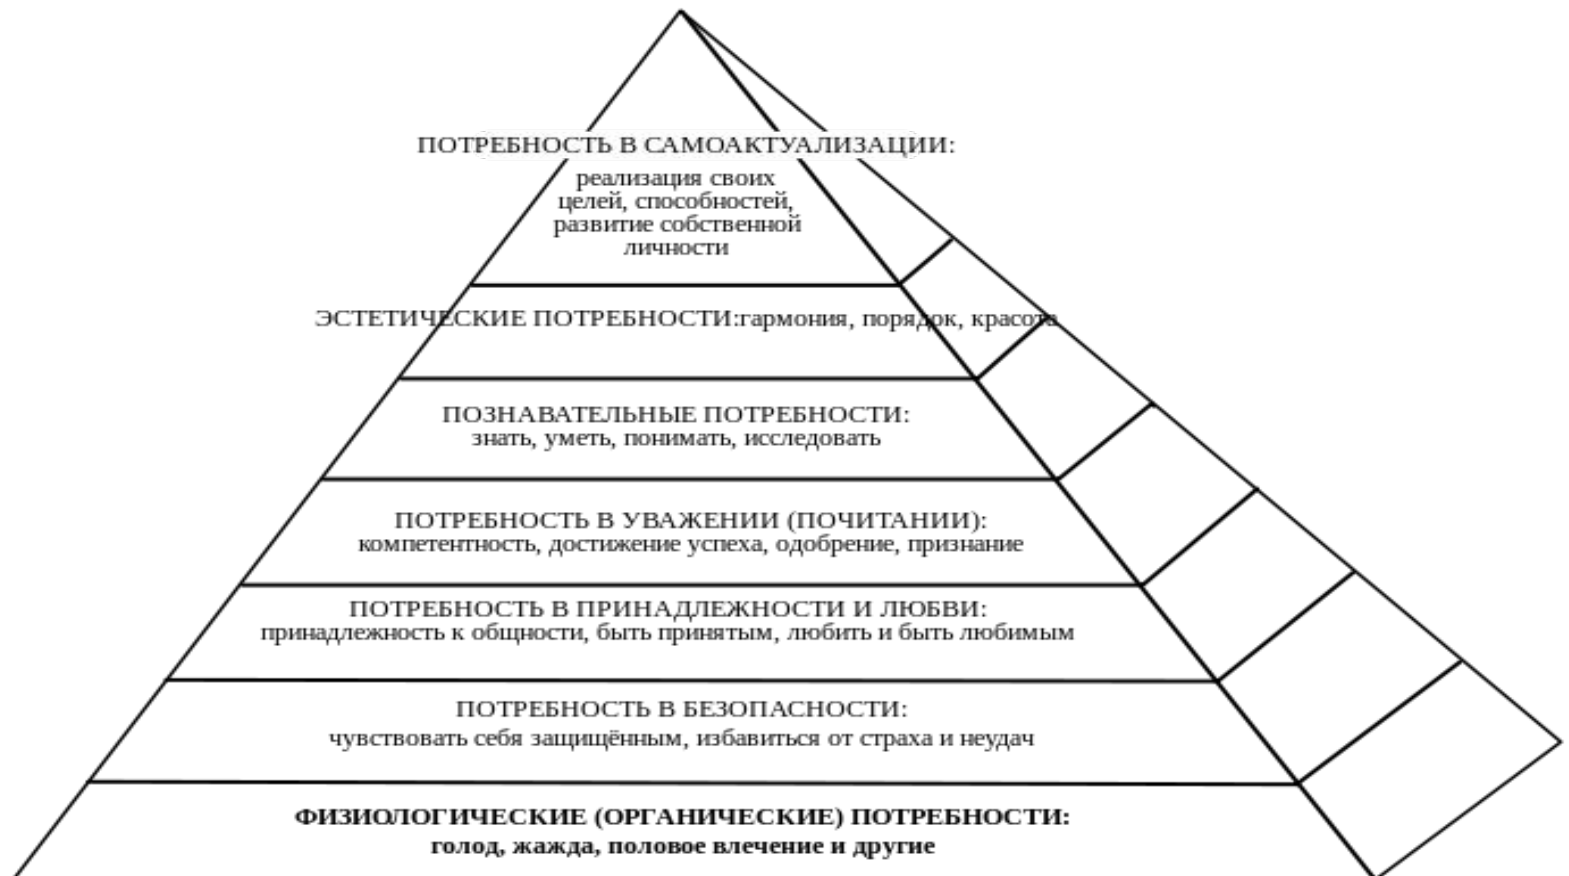 ПОТРЕБНОСТЬ В САМОАКТУАЛИЗАЦИИ:
реализация своих
целей, способностей,
развитие собственной
личности
ЭСТЕТИЧЕСКИЕ ПОТРЕБНОСТИ:гармония, порядок, красота
ПОЗНАВАТЕЛЬНЫЕ ПОТРЕБНОСТИ:
знать, уметь, понимать, исследовать
ПОТРЕБНОСТЬ В УВАЖЕНИИ (ПОЧИТАНИИ):
компетентность, достижение успеха, одобрение, признание
ПОТРЕБНОСТЬ В ПРИНАДЛЕЖНОСТИ И ЛЮБВИ:
принадлежность к общности, быть принятым, любить и быть любимым
ПОТРЕБНОСТЬ В БЕЗОПАСНОСТИ:
чувствовать себя защищённым, избавиться от страха и неудач
ФИЗИОЛОГИЧЕСКИЕ (ОРГАНИЧЕСКИЕ) ПОТРЕБНОСТИ:
голод, жажда, половое влечение и другие